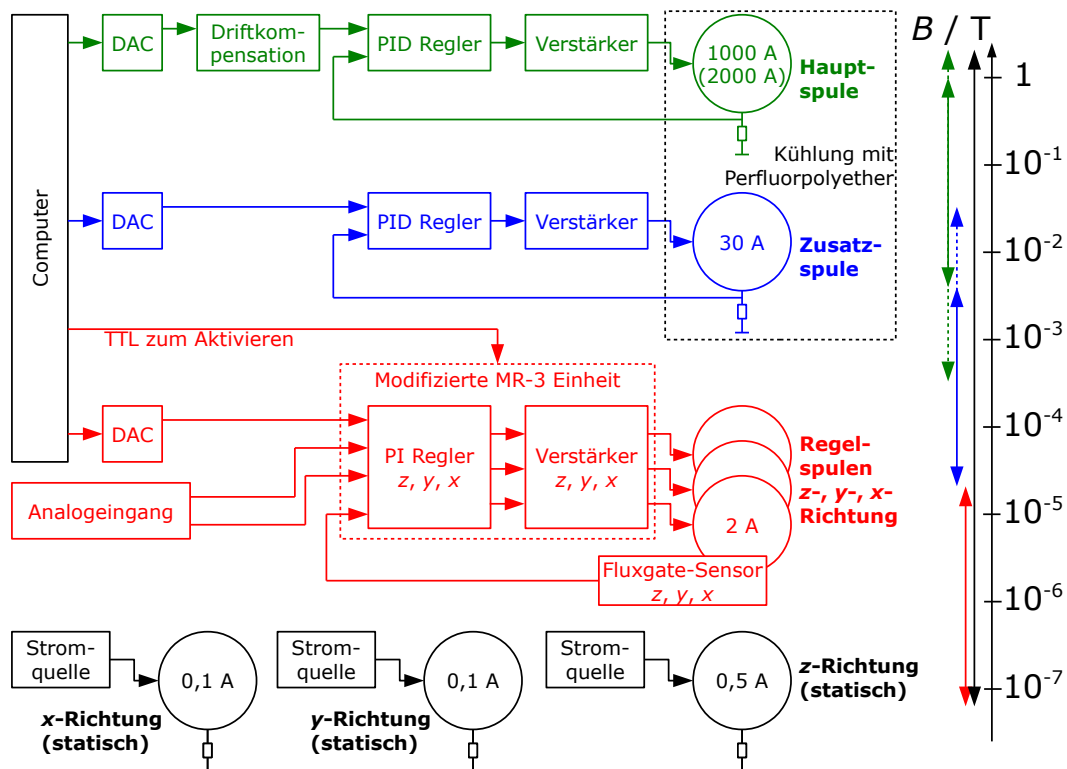 B / T
DAC
Driftkom-
pensation
PID Regler
Verstärker
1000 A
(2000 A)
Haupt-
spule
1
Kühlung mit
Perfluorpolyether
10-1
Computer
DAC
PID Regler
Verstärker
30 A
Zusatz-
spule
10-2
TTL zum Aktivieren
10-3
Modifizierte MR-3 Einheit
DAC
PI Regler
z, y, x
Verstärker
z, y, x
Regel-
spulen
z-, y-, x-
Richtung
10-4
Analogeingang
2 A
10-5
Fluxgate-Sensor
z, y, x
10-6
Strom-
quelle
0,1 A
x-Richtung
(statisch)
Strom-
quelle
0,1 A
y-Richtung
(statisch)
Strom-
quelle
0,5 A
z-Richtung
(statisch)
10-7